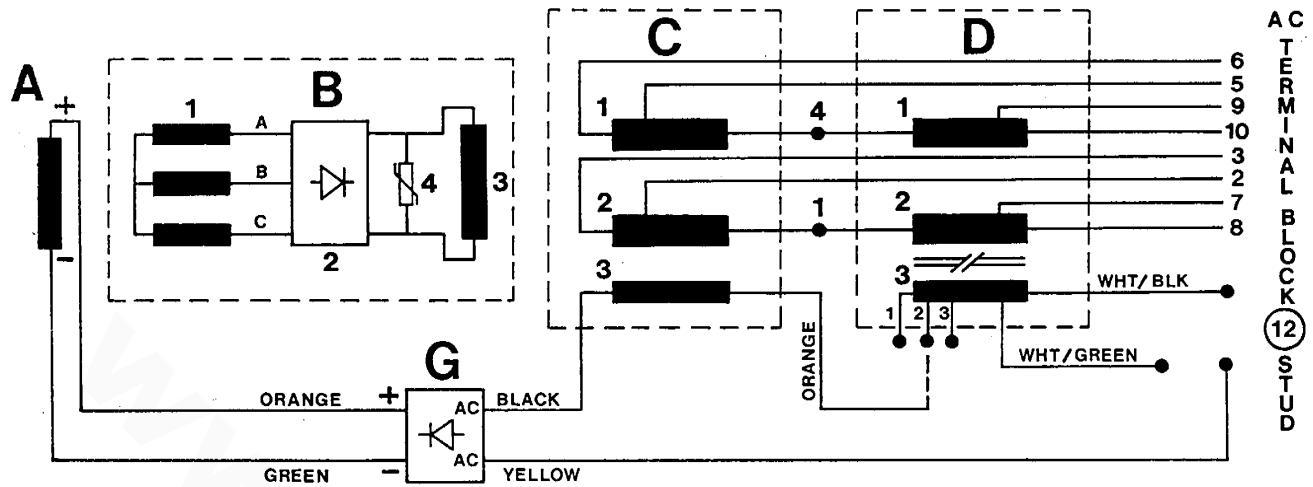 A
+
−
B
1
A
B
C
2
4
3
C
1
2
3
4
1
D
1
2
3
1 2 3
6
5
9
10
3
2
7
8
WHT/BLK
WHT/GREEN
ORANGE
G
ORANGE +
AC BLACK
GREEN −
AC YELLOW
AC
TERMINAL
BLOCK
12
STUD